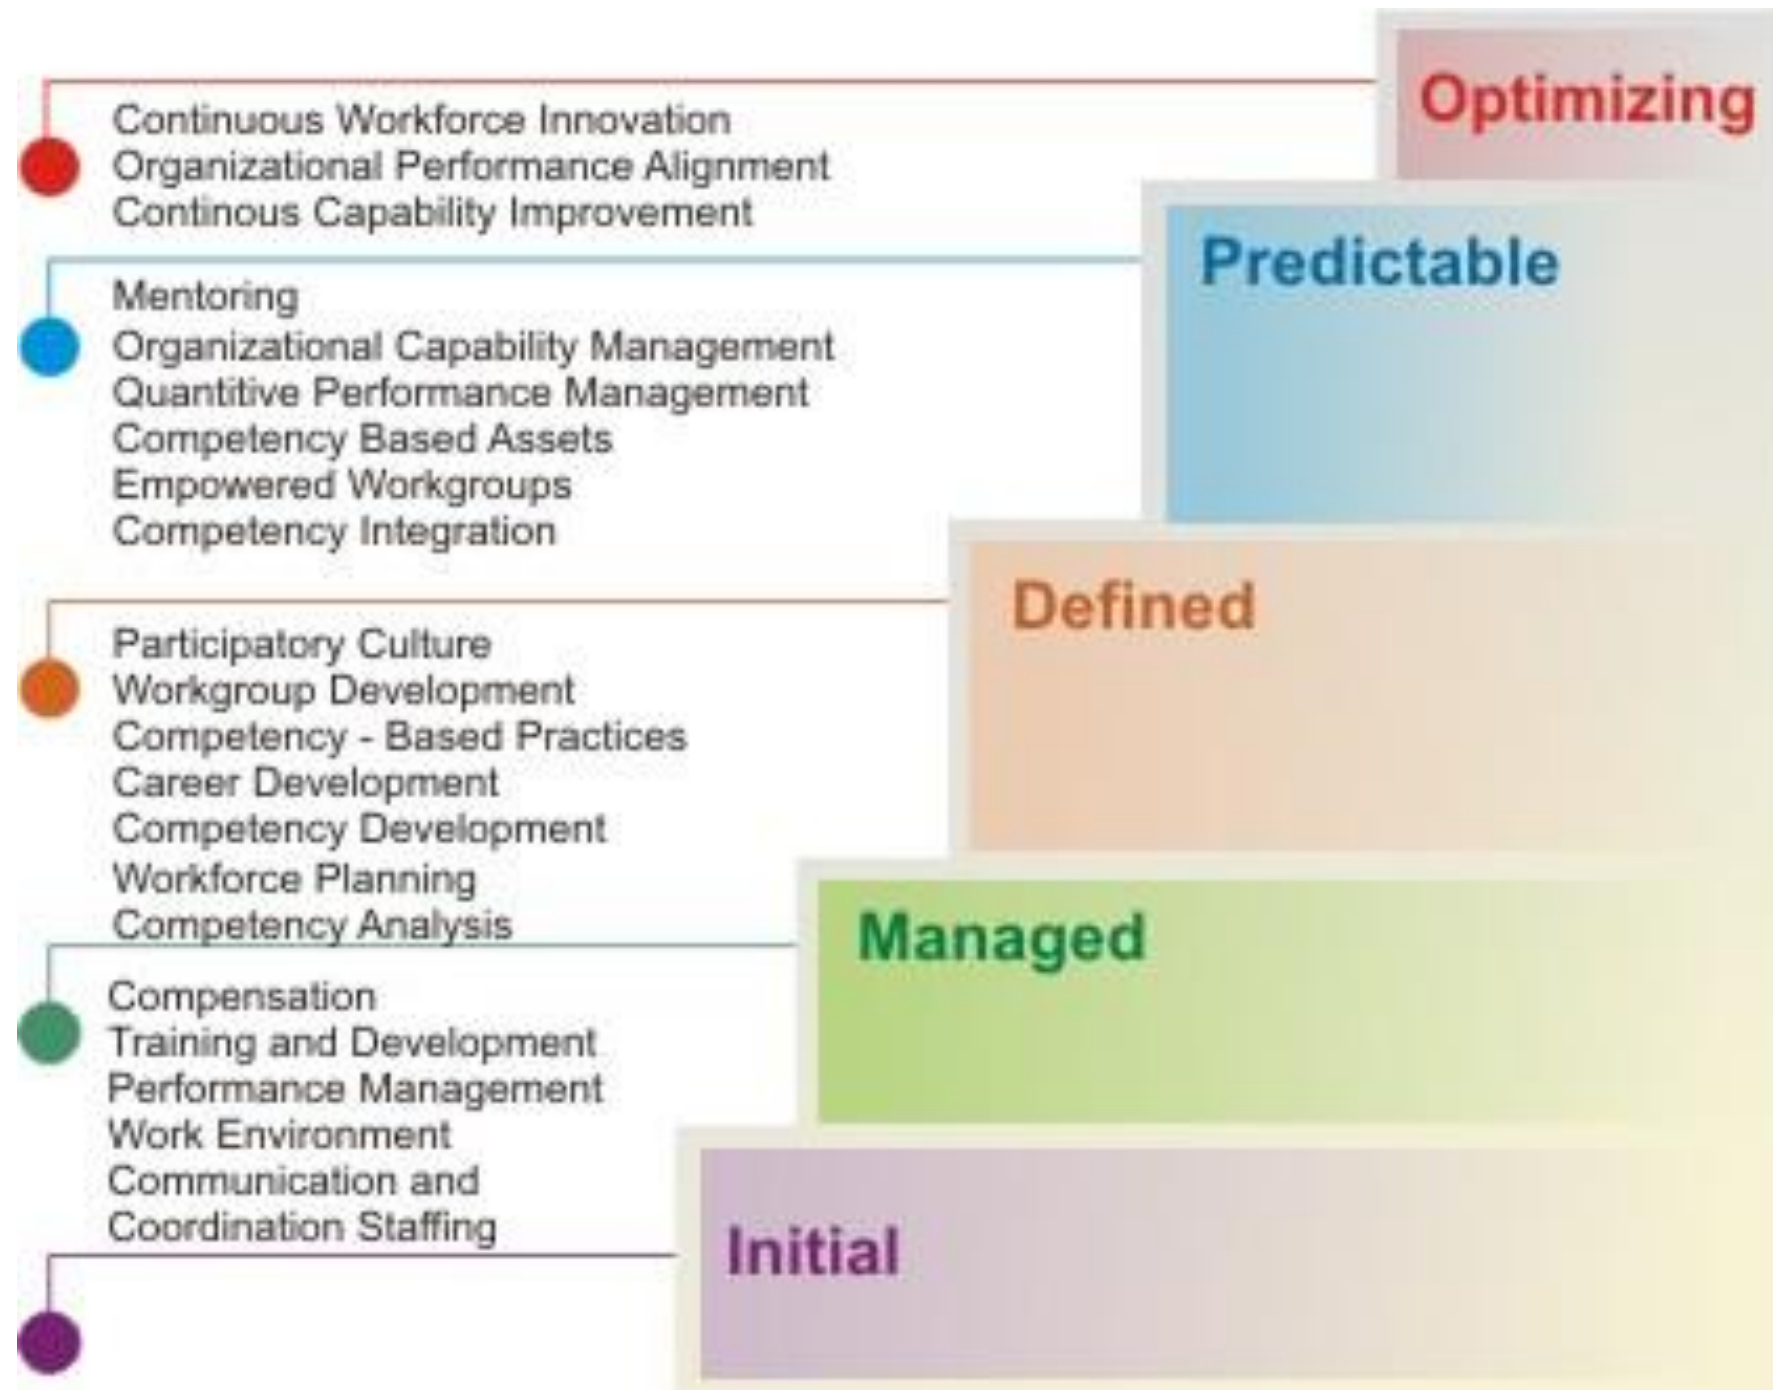 Optimizing
Continuous Workforce Innovation
Organizational Performance Alignment
Continous Capability Improvement
Predictable
Mentoring
Organizational Capability Management
Quantitive Performance Management
Competency Based Assets
Empowered Workgroups
Competency Integration
Defined
Participatory Culture
Workgroup Development
Competency - Based Practices
Career Development
Competency Development
Workforce Planning
Competency Analysis
Managed
Compensation
Training and Development
Performance Management
Work Environment
Communication and
Coordination Staffing
Initial